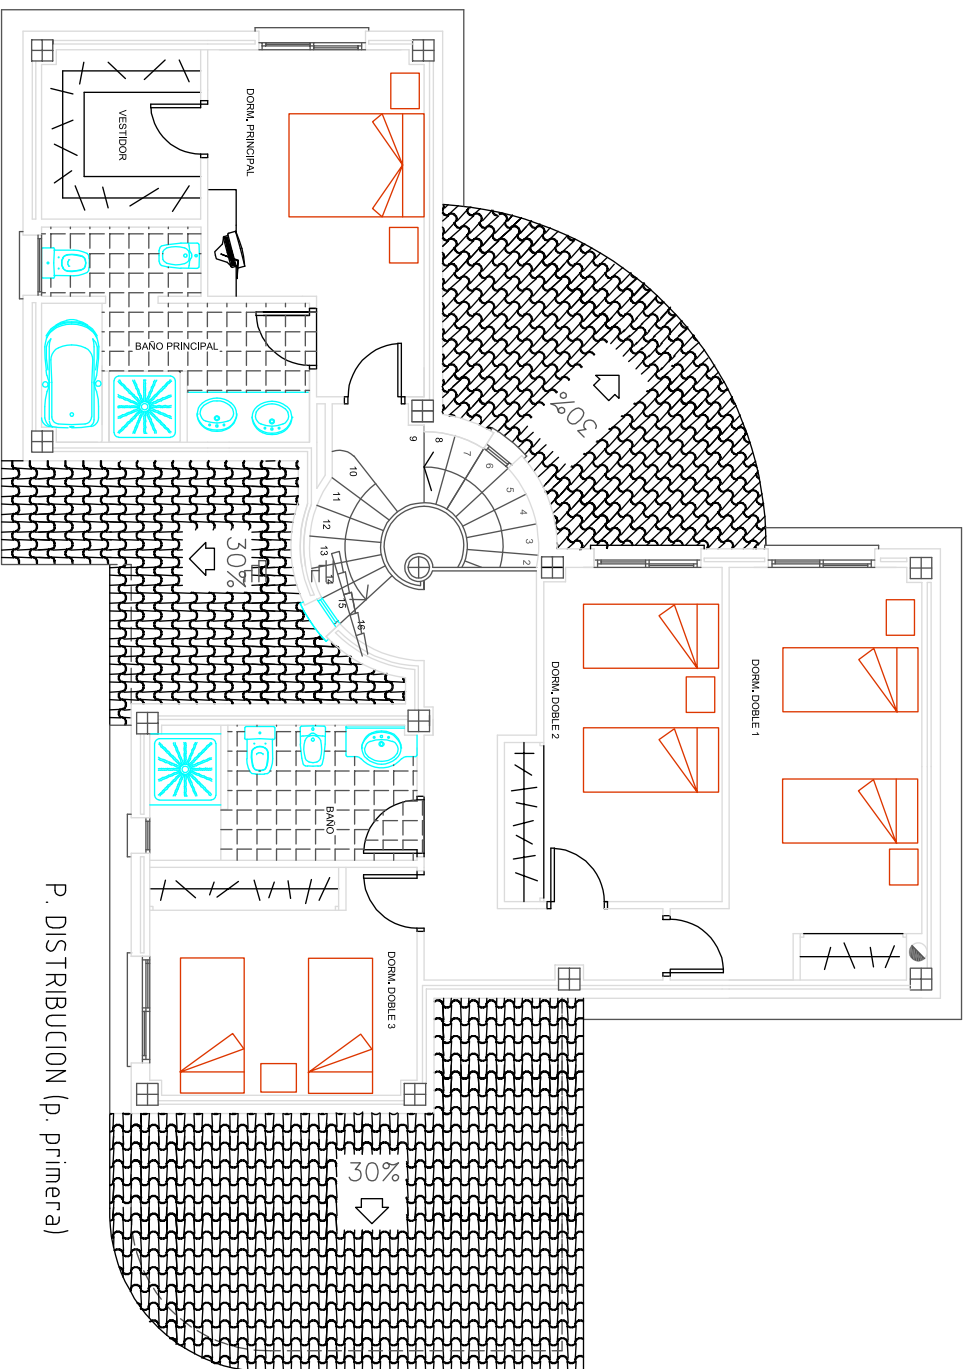 DORM. PRINCIPAL
VESTIDOR
BAÑO PRINCIPAL
30%
30%
2
3
4
5
6
7
8
9
10
11
12
13
14
15
16
DORM. DOBLE 1
DORM. DOBLE 2
BAÑO
DORM. DOBLE 3
30%
P. DISTRIBUCION (p. primera)